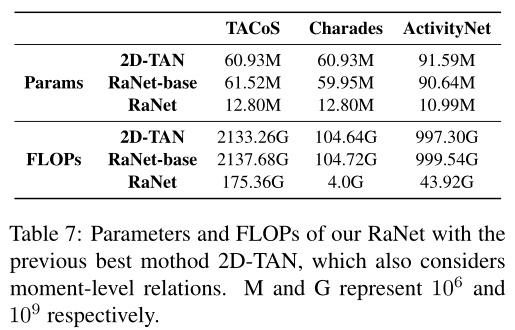 TACoS Charades ActivityNet
2D-TAN 60.93M 60.93M 91.59M
Params RaNet-base 61.52M 59.95M 90.64M
RaNet 12.80M 12.80M 10.99M
2D-TAN 2133.26G 104.64G 997.30G
FLOPs RaNet-base 2137.68G 104.72G 999.54G
RaNet 175.36G 4.0G 43.92G
Table 7: Parameters and FLOPs of our RaNet with the
previous best mothod 2D-TAN, which also considers
moment-level relations. M and G represent 10⁶ and
10⁹ respectively.